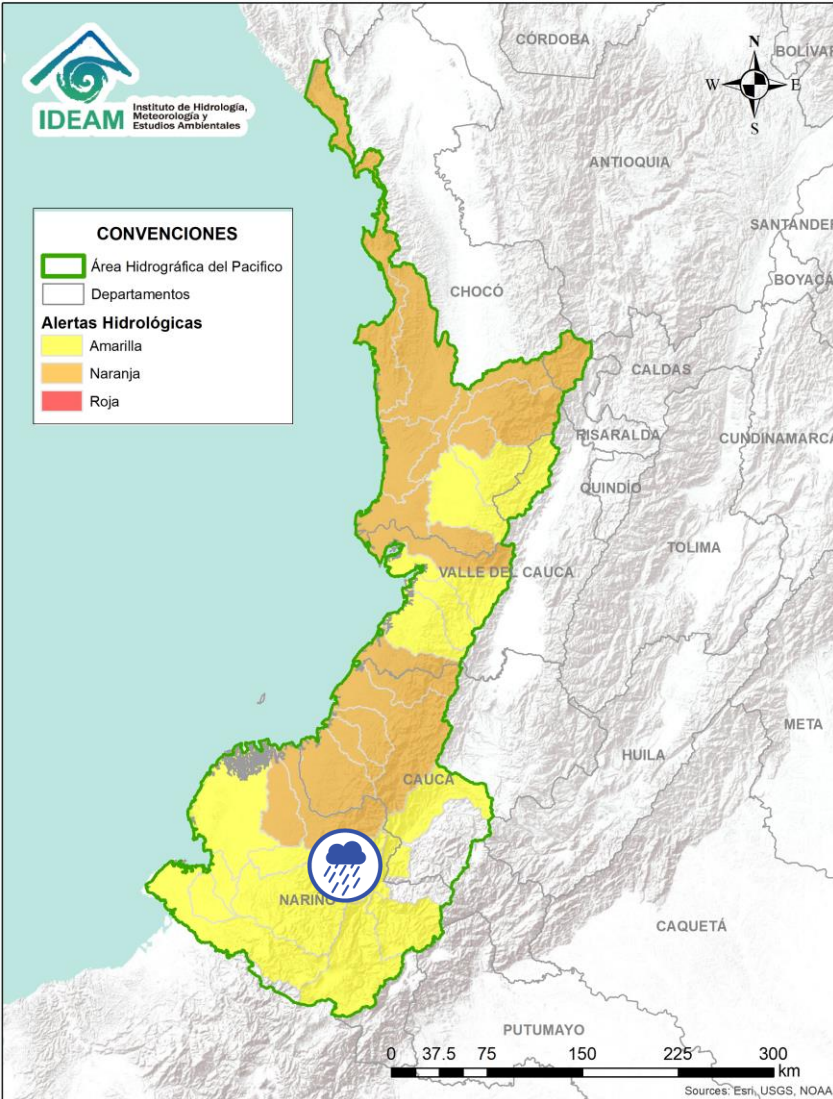 IDEAM
Instituto de Hidrología,
Meteorología y
Estudios Ambientales
CÓRDOBA
BOLÍVAR
N
W
E
S
ANTIOQUIA
SANTANDER
CONVENCIONES
Área Hidrográfica del Pacifico
Departamentos
Alertas Hidrológicas
Amarilla
Naranja
Roja
CHOCÓ
BOYACÁ
CALDAS
RISARALDA
CUNDINAMARCA
QUINDÍO
TOLIMA
VALLE DEL CAUCA
META
HUILA
CAUCA
NARIÑO
CAQUETÁ
PUTUMAYO
0 37.5 75 150 225 300
km
Sources: Esri, USGS, NOAA